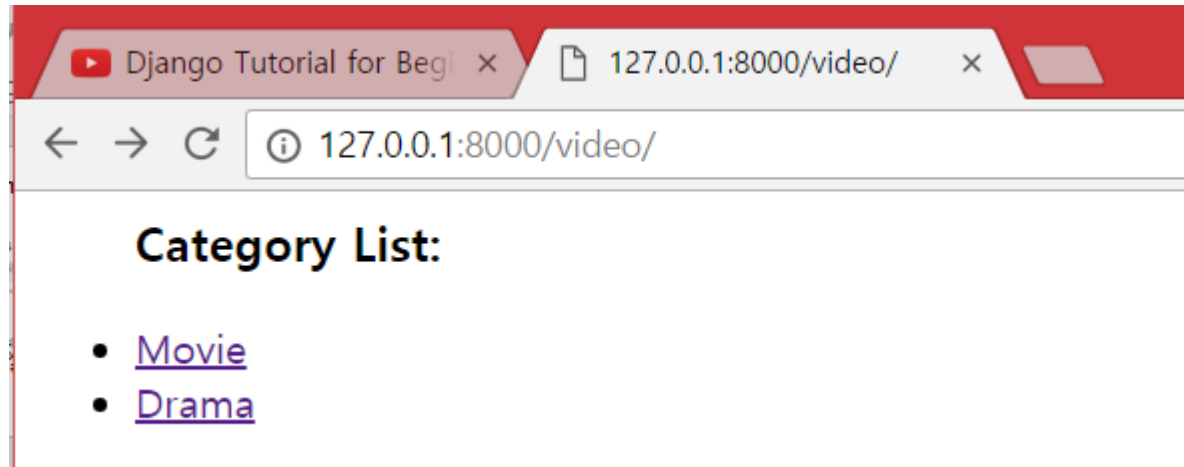 Django Tutorial for Begi
127.0.0.1:8000/video/
127.0.0.1:8000/video/
Category List:
Movie
Drama